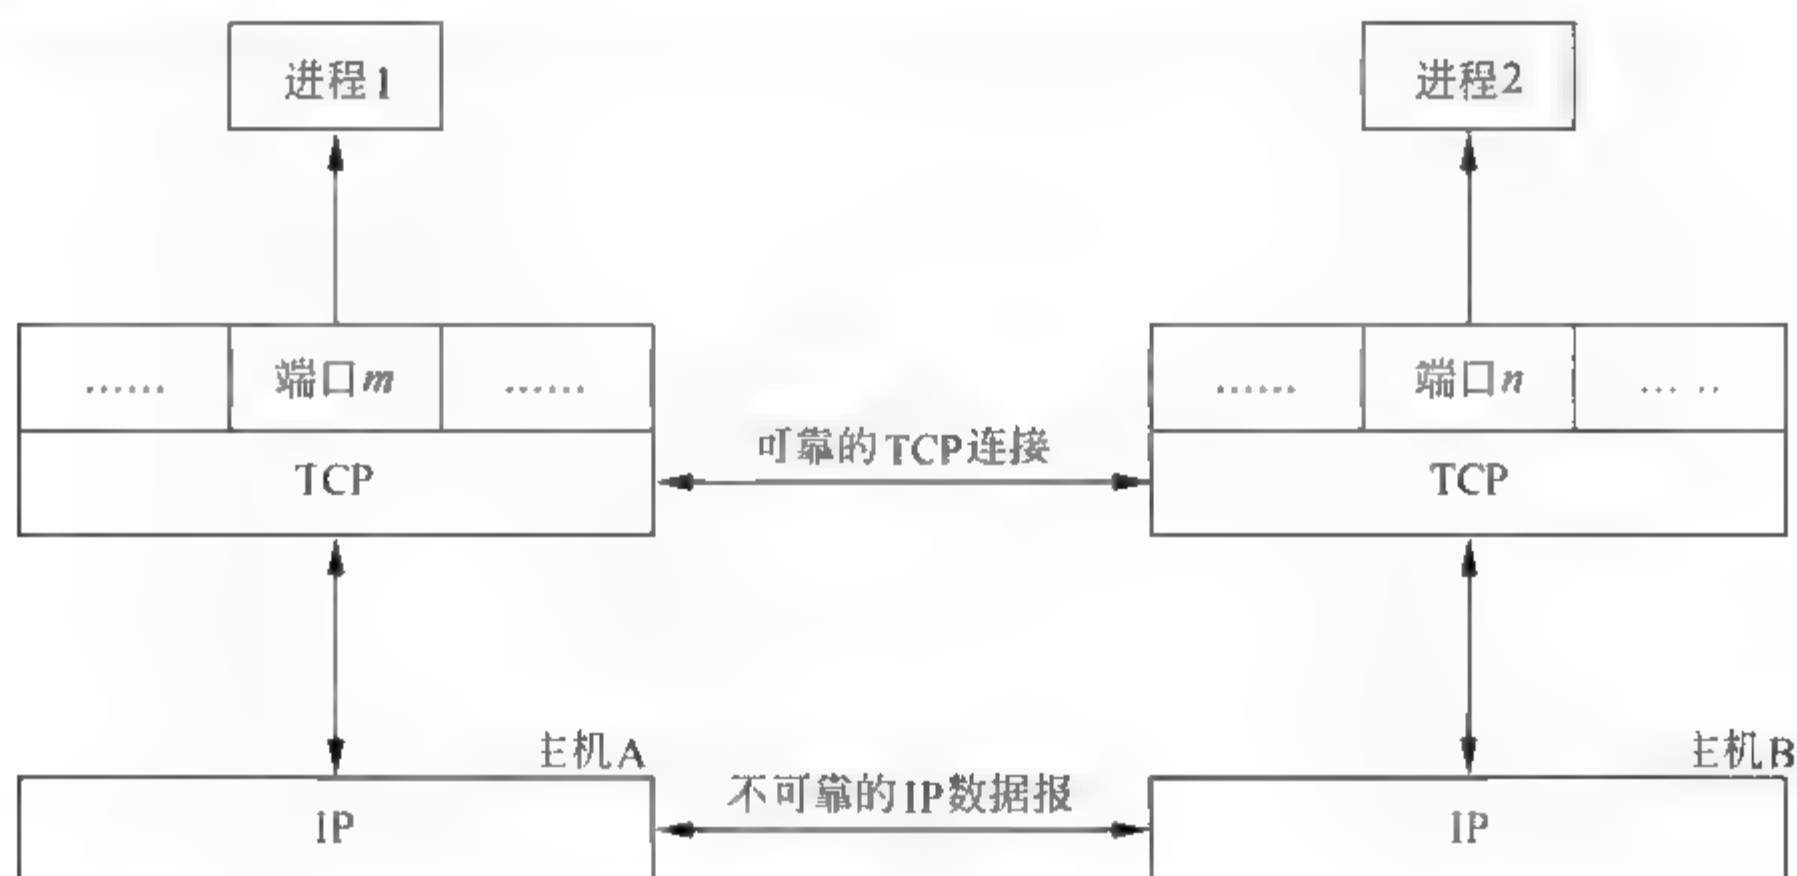 进程1
进程2
…… 端口m ……
…… 端口n … ‥
可靠的TCP连接
TCP
TCP
主机A
主机B
不可靠的IP数据报
IP
IP